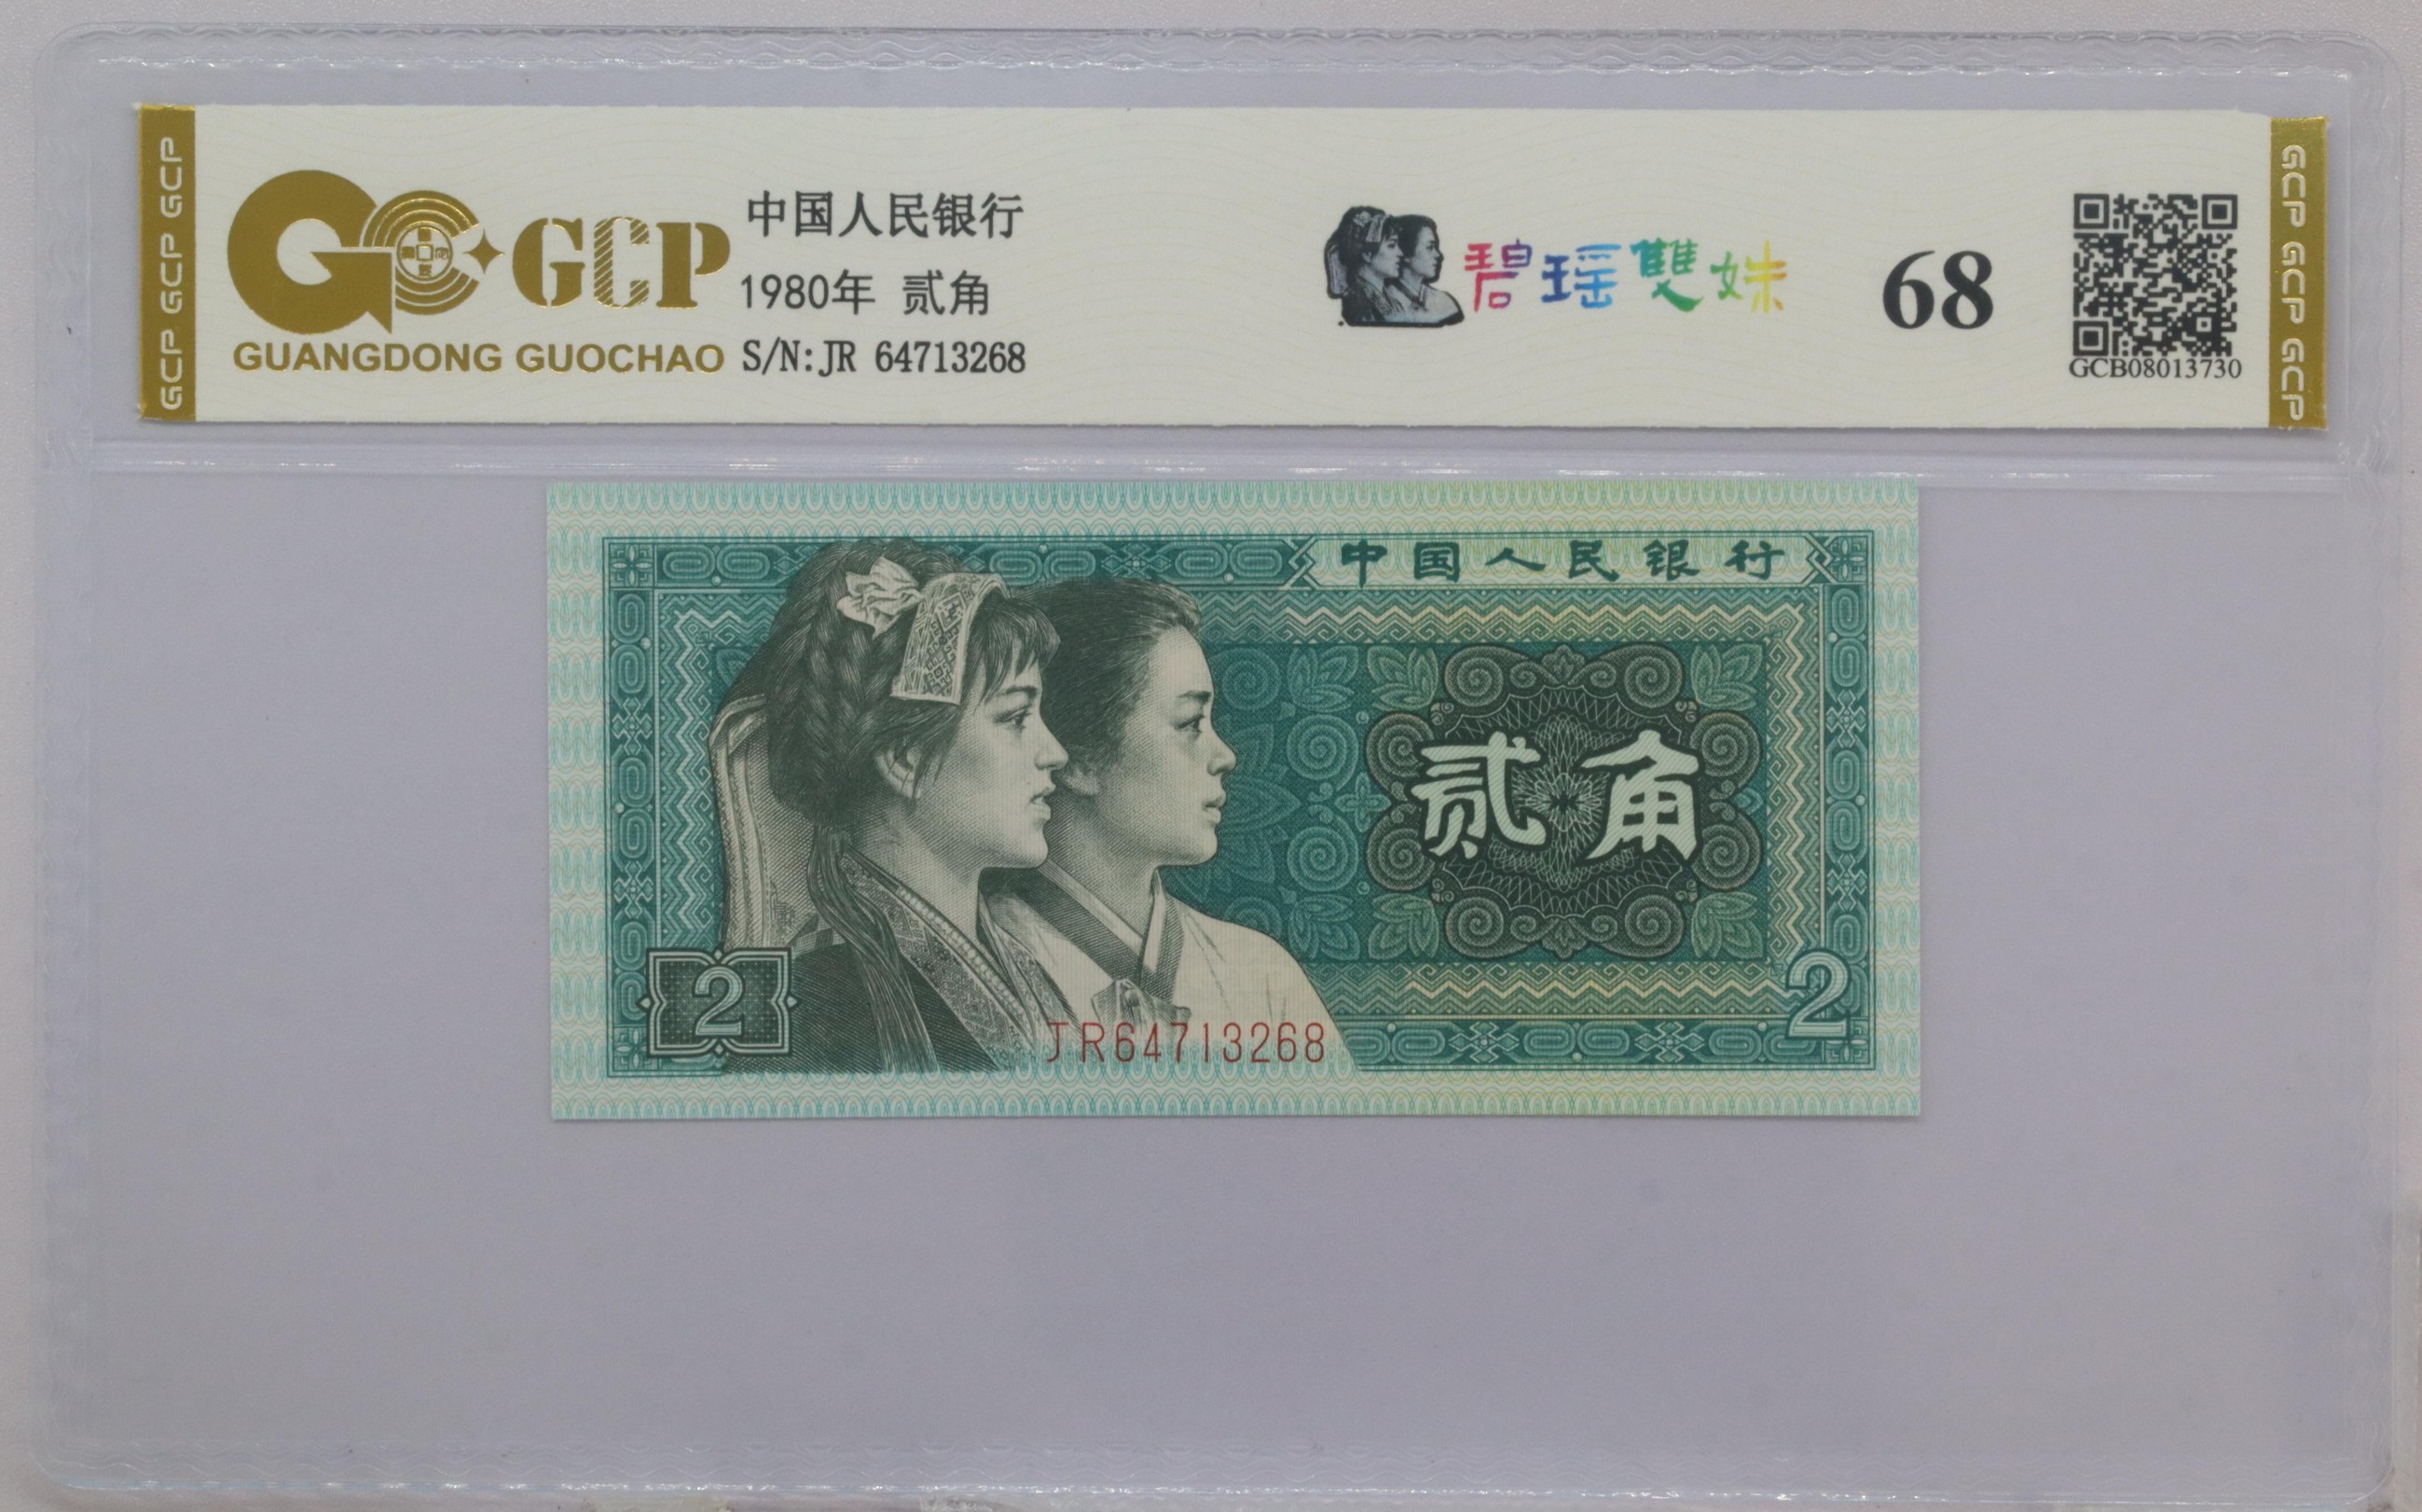 GCP GCP GCP
GCP
GUANGDONG GUOCHAO
中国人民银行
1980年 贰角
S/N:JR 64713268
碧瑶雙妹
68
GCB08013730
GCP GCP GCP
中国人民银行
贰角
2
2
JR64713268